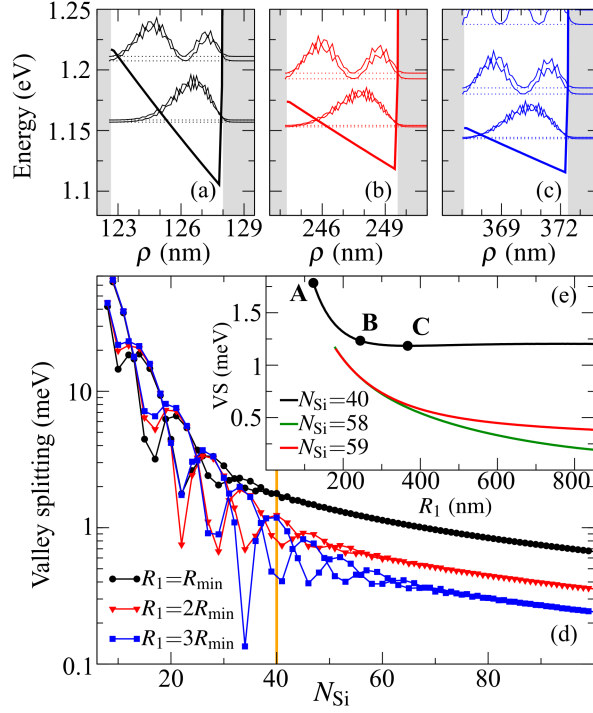 Energy (eV)
1.25
1.2
1.15
1.1
(a)
(b)
(c)
123
126
129
246
249
369
372
ρ (nm)
ρ (nm)
ρ (nm)
Valley splitting (meV)
10
1
0.1
20
40
60
80
N_Si
R_1=R_min
R_1=2R_min
R_1=3R_min
(d)
(e)
A
B
C
VS (meV)
1.5
1
0.5
N_Si=40
N_Si=58
N_Si=59
200
400
600
800
R_1 (nm)